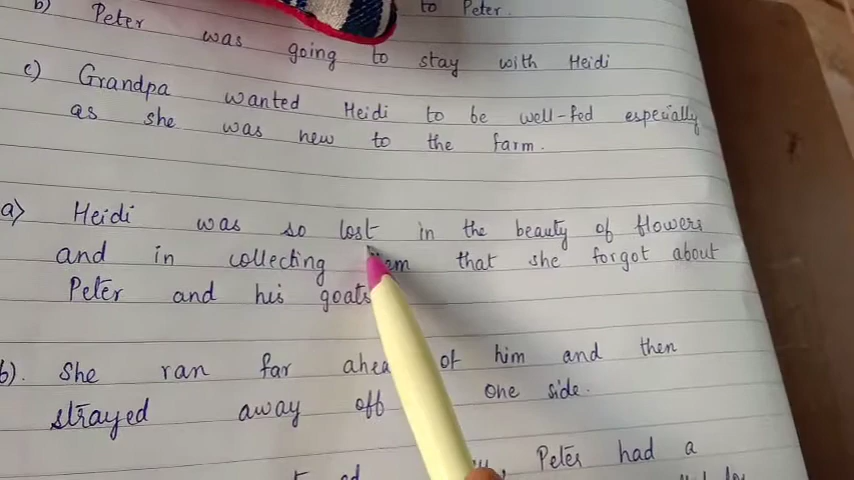 b) Peter to Peter.
was going to stay with Heidi
c) Grandpa wanted Heidi to be well-fed especially
as she was new to the farm.
a) Heidi was so lost in the beauty of flowers
and in collecting them that she forgot about
Peter and his goats
b). She ran far ahead of him and then
strayed away off one side.
Peter had a